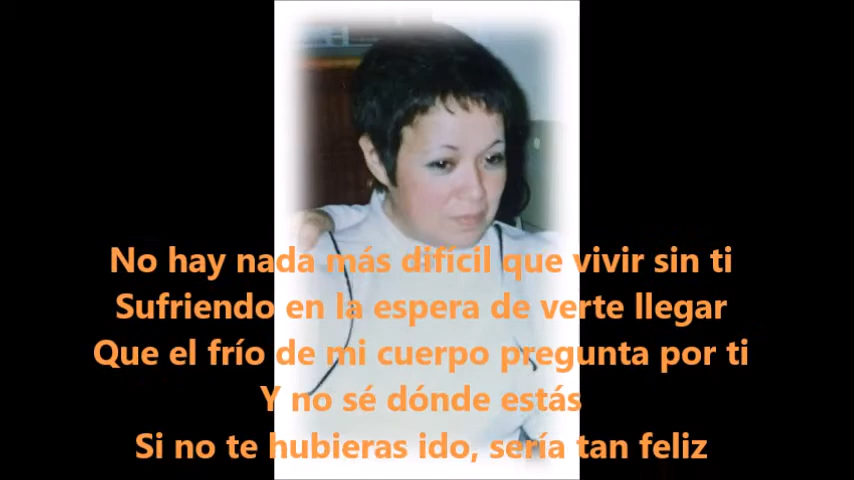 No hay nada más difícil que vivir sin ti
Sufriendo en la espera de verte llegar
Que el frío de mi cuerpo pregunta por ti
Y no sé dónde estás
Si no te hubieras ido, sería tan feliz